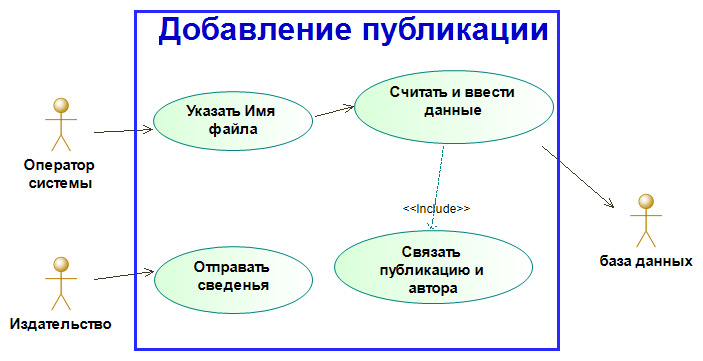 Добавление публикации
Указать Имя
файла
Считать и ввести
данные
Оператор
системы
<<Include>>
база данных
Отправать
сведенья
Связать
публикацию и
автора
Издательство